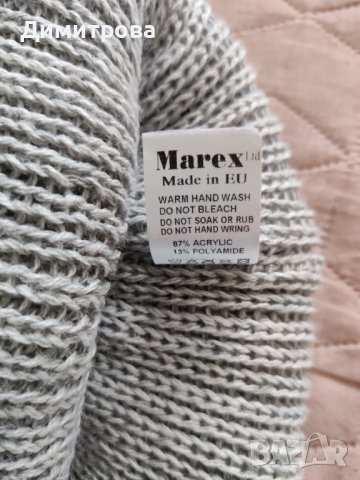 Димитрова
Marex Ltd
Made in EU
WARM HAND WASH
DO NOT BLEACH
DO NOT SOAK OR RUB
DO NOT HAND WRING
87% ACRYLIC
13% POLYAMIDE
BAZAR